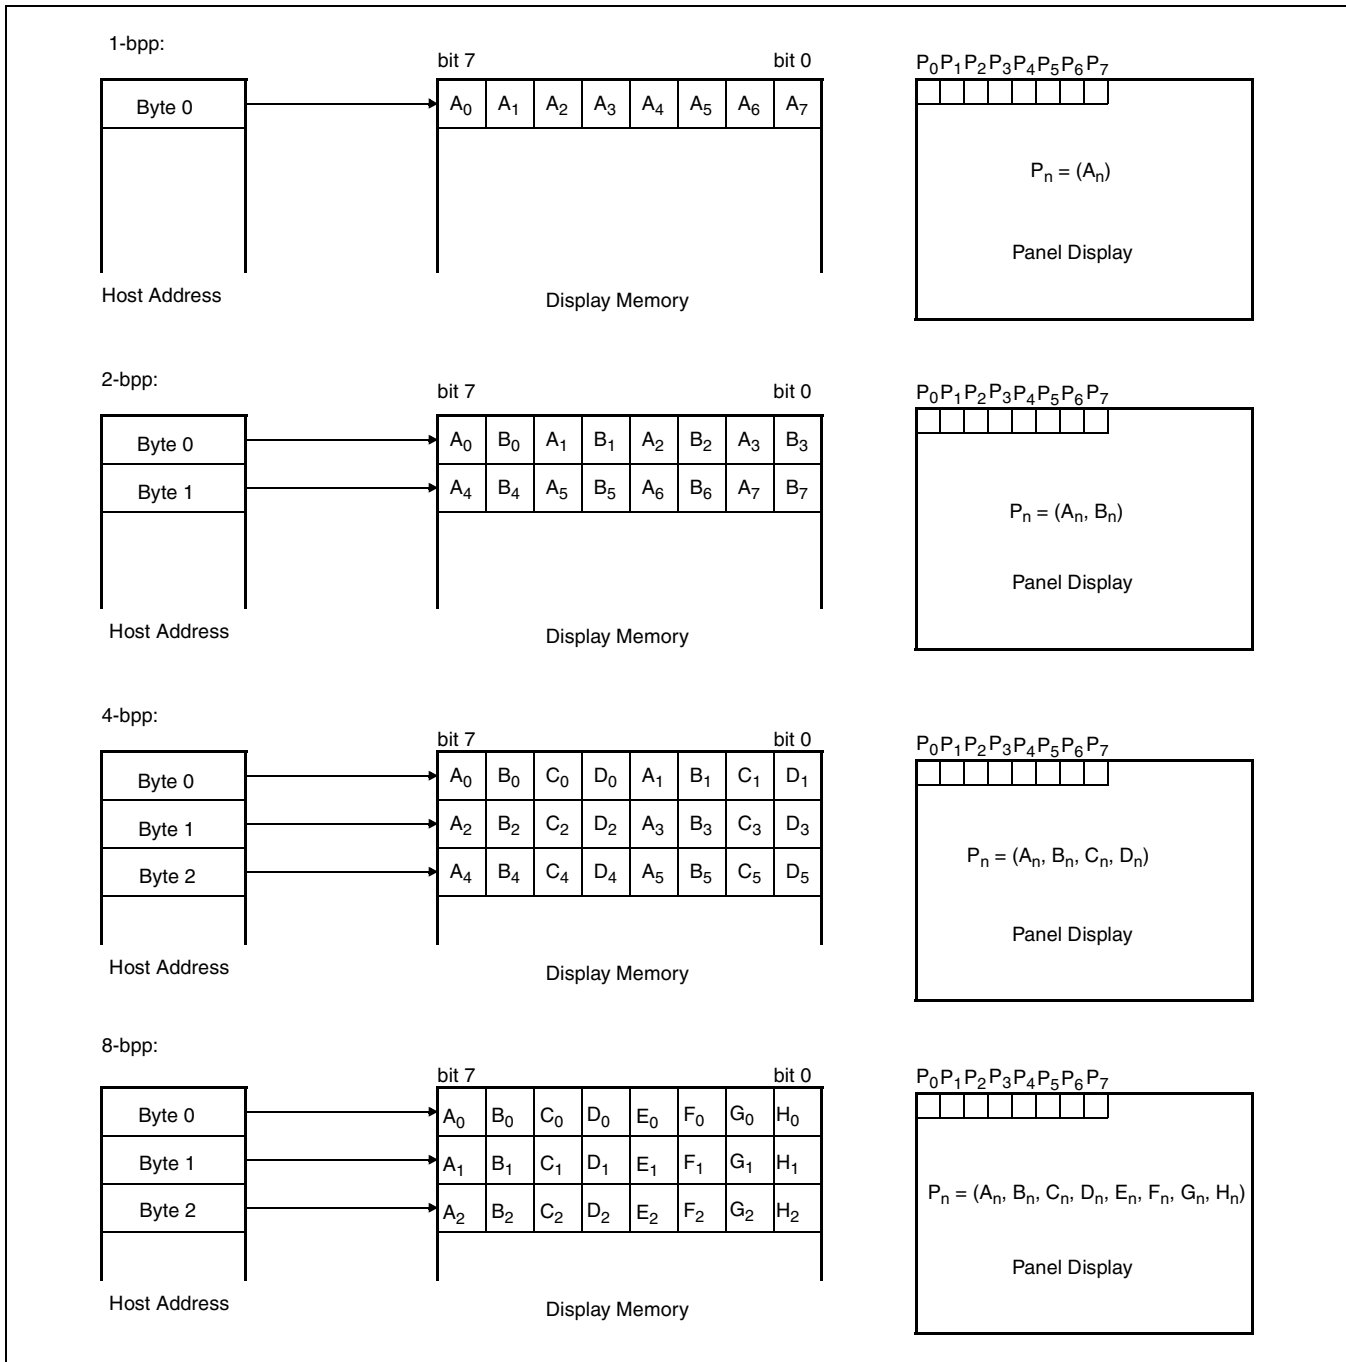 1-bpp:
bit 7 bit 0 P₀P₁P₂P₃P₄P₅P₆P₇
Byte 0 A₀ A₁ A₂ A₃ A₄ A₅ A₆ A₇
Pₙ = (Aₙ)
Panel Display
Host Address Display Memory
2-bpp:
bit 7 bit 0 P₀P₁P₂P₃P₄P₅P₆P₇
Byte 0 A₀ B₀ A₁ B₁ A₂ B₂ A₃ B₃
Byte 1 A₄ B₄ A₅ B₅ A₆ B₆ A₇ B₇
Pₙ = (Aₙ, Bₙ)
Panel Display
Host Address Display Memory
4-bpp:
bit 7 bit 0 P₀P₁P₂P₃P₄P₅P₆P₇
Byte 0 A₀ B₀ C₀ D₀ A₁ B₁ C₁ D₁
Byte 1 A₂ B₂ C₂ D₂ A₃ B₃ C₃ D₃
Byte 2 A₄ B₄ C₄ D₄ A₅ B₅ C₅ D₅
Pₙ = (Aₙ, Bₙ, Cₙ, Dₙ)
Panel Display
Host Address Display Memory
8-bpp:
bit 7 bit 0 P₀P₁P₂P₃P₄P₅P₆P₇
Byte 0 A₀ B₀ C₀ D₀ E₀ F₀ G₀ H₀
Byte 1 A₁ B₁ C₁ D₁ E₁ F₁ G₁ H₁
Byte 2 A₂ B₂ C₂ D₂ E₂ F₂ G₂ H₂
Pₙ = (Aₙ, Bₙ, Cₙ, Dₙ, Eₙ, Fₙ, Gₙ, Hₙ)
Panel Display
Host Address Display Memory